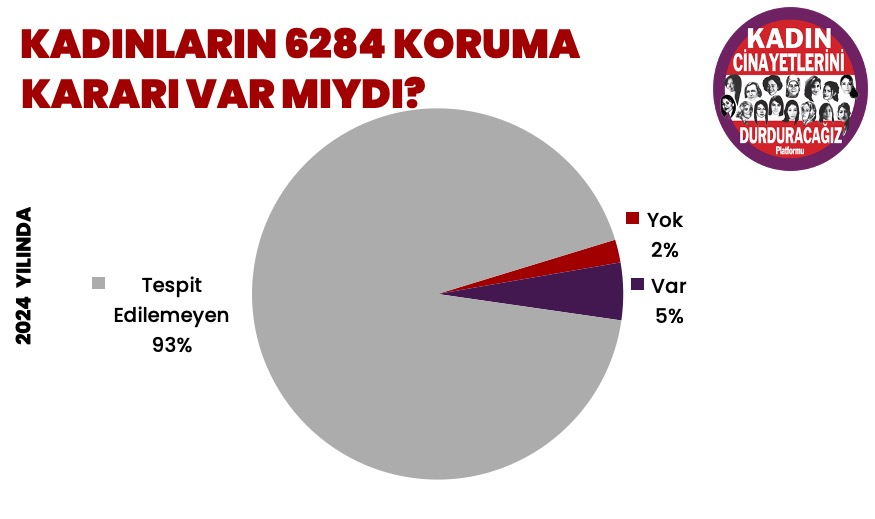 KADINLARIN 6284 KORUMA
KARARI VAR MIYDI?
KADIN
CİNAYETLERİNİ
DURDURACAĞIZ
Platformu
2024 YILINDA
Tespit
Edilemeyen
93%
Yok
2%
Var
5%